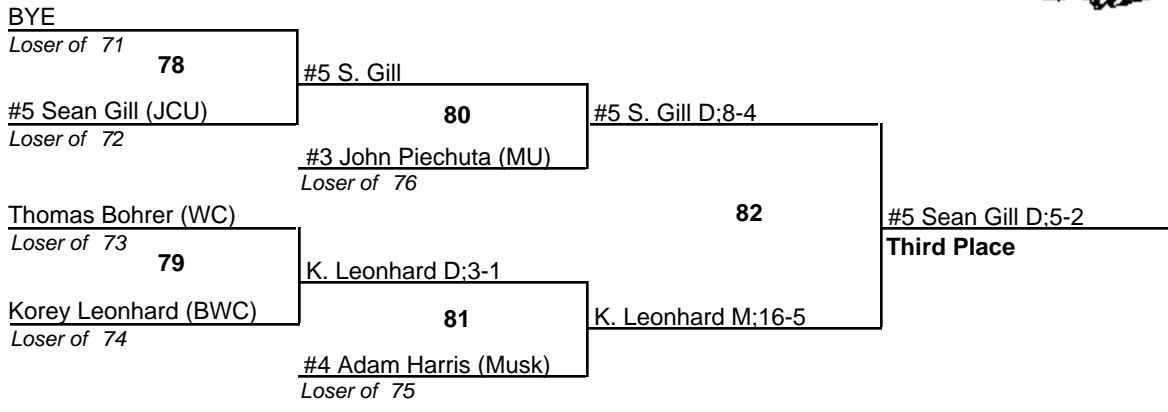 BYE
Loser of 71
78
#5 S. Gill
#5 Sean Gill (JCU)
Loser of 72
80
#5 S. Gill D;8-4
#3 John Piechuta (MU)
Loser of 76
Thomas Bohrer (WC)
Loser of 73
79
82
#5 Sean Gill D;5-2
Third Place
K. Leonhard D;3-1
Korey Leonhard (BWC)
Loser of 74
81
K. Leonhard M;16-5
#4 Adam Harris (Musk)
Loser of 75